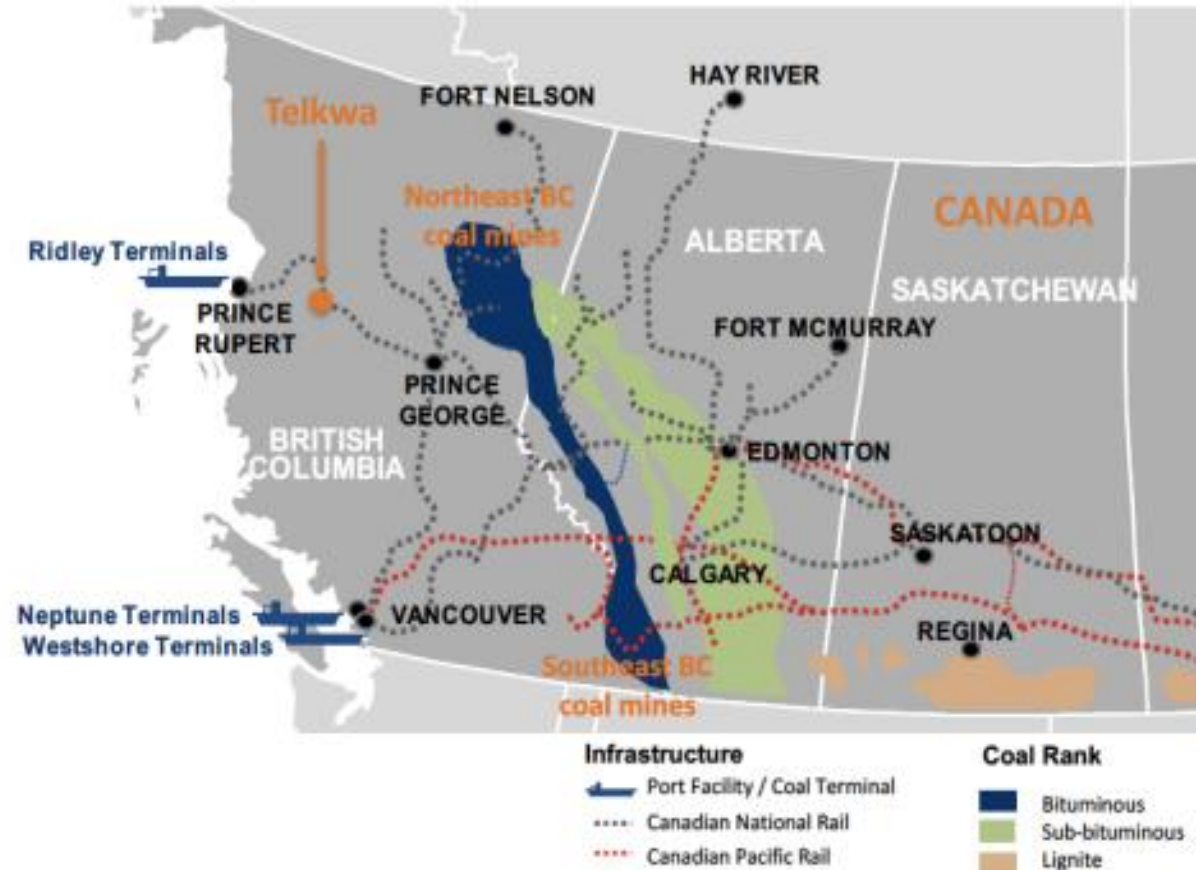 HAY RIVER
FORT NELSON
Telkwa
Northeast BC
coal mines
CANADA
ALBERTA
Ridley Terminals
SASKATCHEWAN
PRINCE
RUPERT
FORT MCMURRAY
PRINCE
GEORGE
BRITISH
COLUMBIA
EDMONTON
SASKATOON
CALGARY
Neptune Terminals
VANCOUVER
Westshore Terminals
REGINA
Southeast BC
coal mines
Infrastructure
Port Facility / Coal Terminal
Canadian National Rail
Canadian Pacific Rail
Coal Rank
Bituminous
Sub-bituminous
Lignite